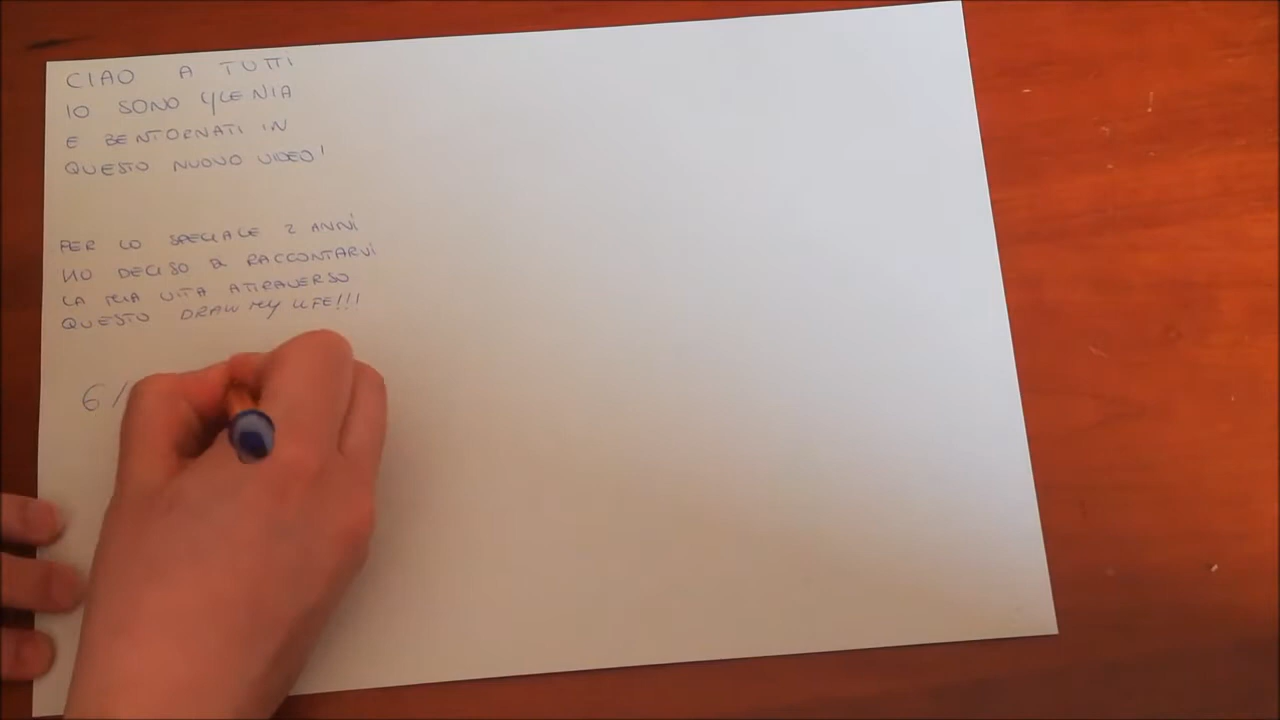 CIAO A TUTTI
IO SONO YLENIA
E BENTORNATI IN
QUESTO NUOVO VIDEO!
PER LO SPECIALE 2 ANNI
HO DECISO DI RACCONTARVI
LA MIA VITA ATTRAVERSO
QUESTO DRAW MY LIFE!!!
6/